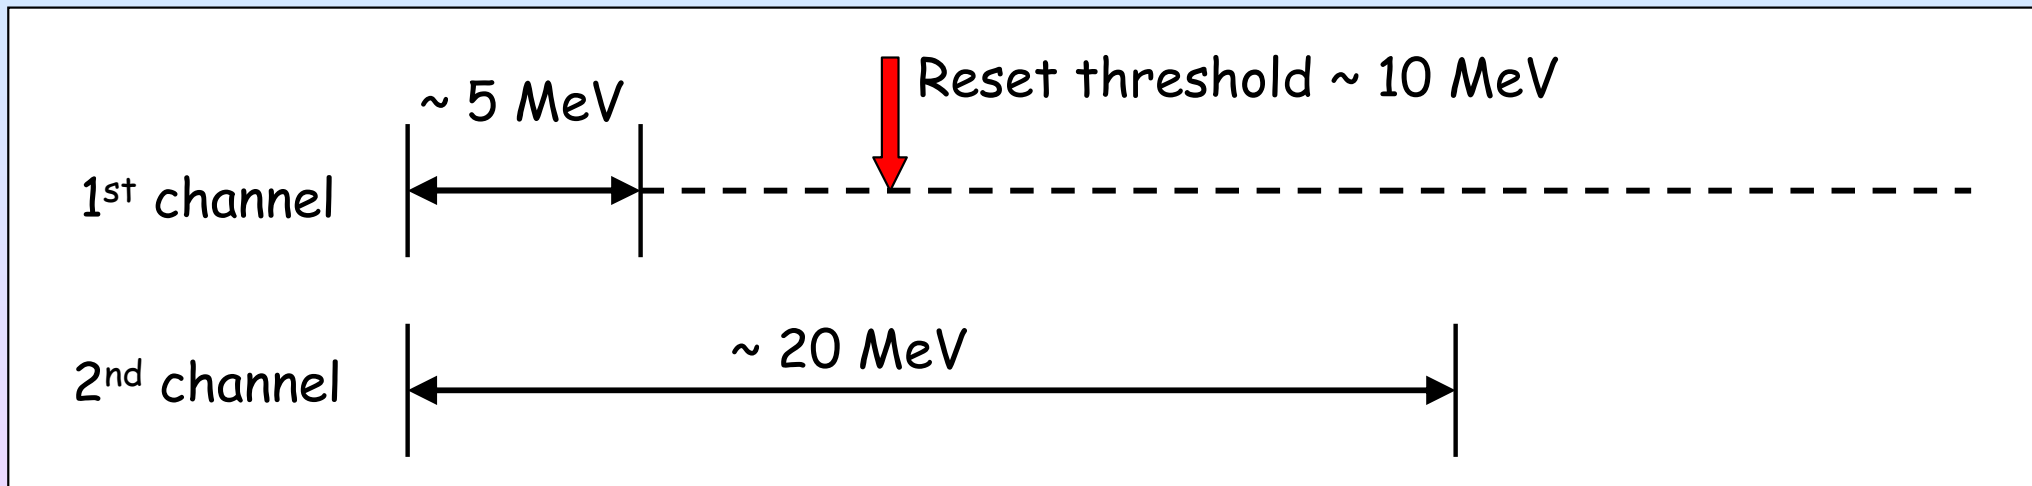 Reset threshold ~ 10 MeV
~ 5 MeV
1st channel
~ 20 MeV
2nd channel